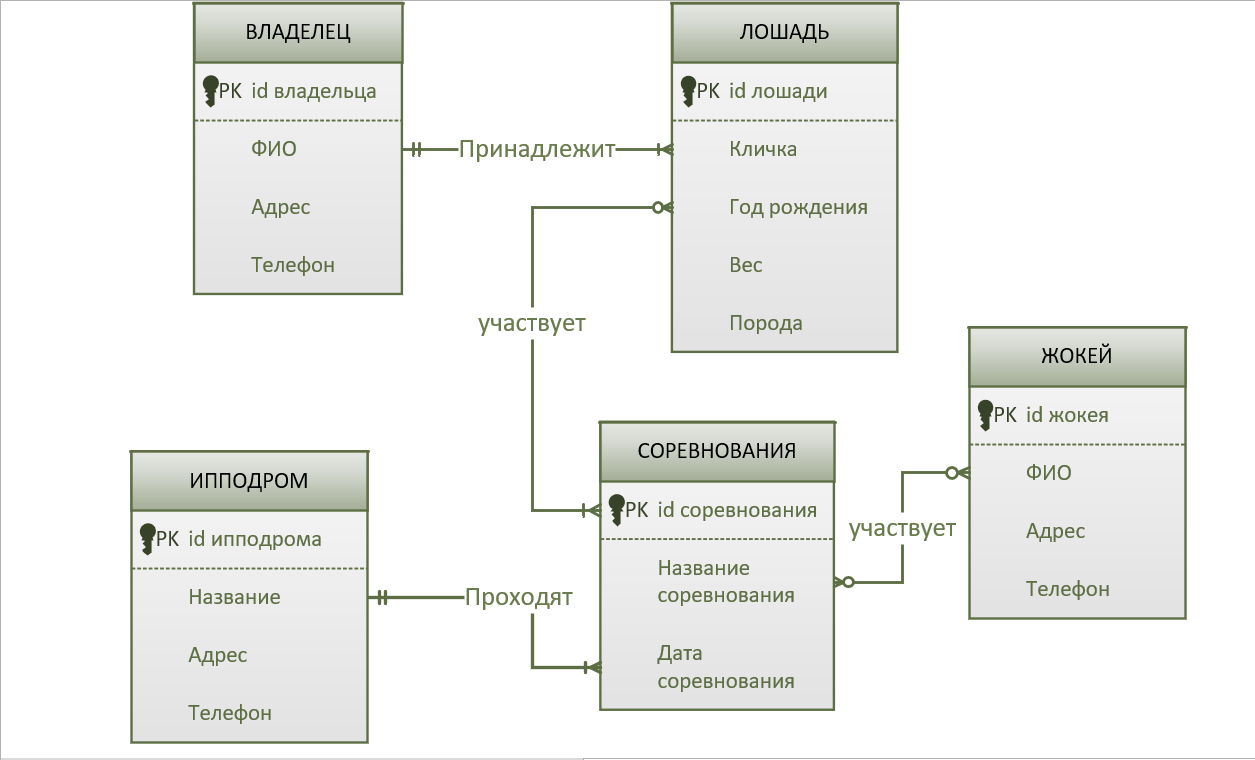 ВЛАДЕЛЕЦ
PK id владельца
ФИО
Адрес
Телефон
Принадлежит
ЛОШАДЬ
PK id лошади
Кличка
Год рождения
Вес
Порода
участвует
ЖОКЕЙ
PK id жокея
ФИО
Адрес
Телефон
участвует
СОРЕВНОВАНИЯ
PK id соревнования
Название
соревнования
Дата
соревнования
ИППОДРОМ
PK id ипподрома
Название
Адрес
Телефон
Проходят